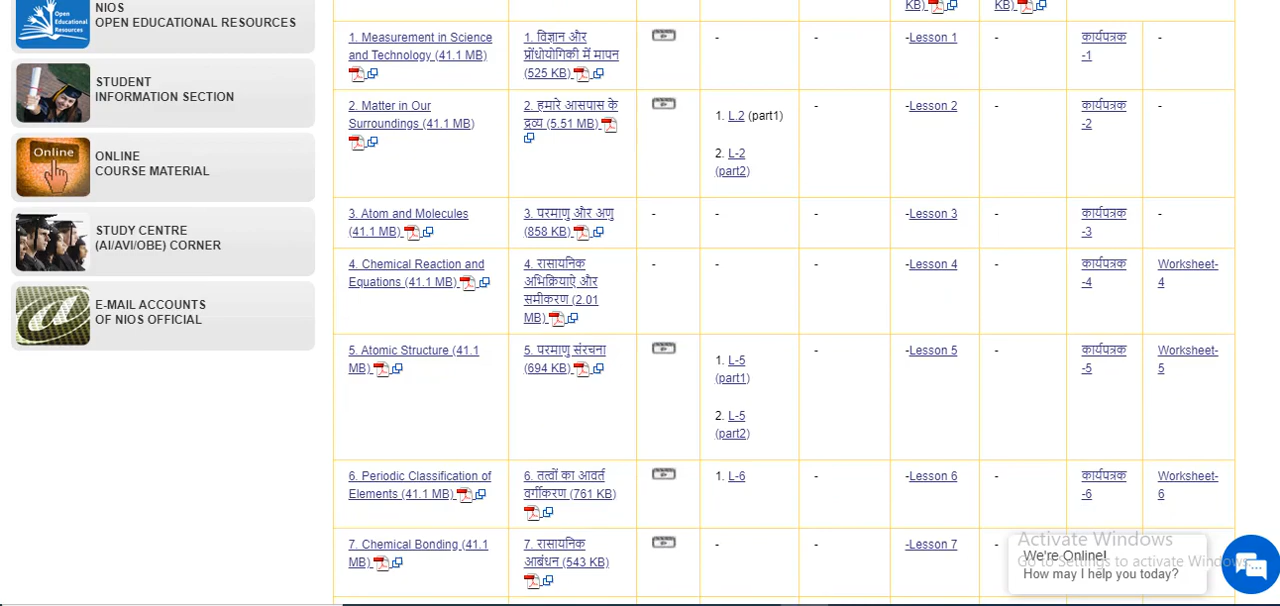 KB) KB)
NIOS
OPEN EDUCATIONAL RESOURCES
Open
Educational
Resources
STUDENT
INFORMATION SECTION
Online
ONLINE
COURSE MATERIAL
STUDY CENTRE
(AI/AVI/OBE) CORNER
E-MAIL ACCOUNTS
OF NIOS OFFICIAL
1. Measurement in Science
and Technology (41.1 MB)
1. विज्ञान और
प्रोंधोयोगिकी में मापन
(525 KB)
-
-
-Lesson 1
-
कार्यपत्रक
-1
-
2. Matter in Our
Surroundings (41.1 MB)
2. हमारे आसपास के
द्रव्य (5.51 MB)
1. L.2 (part1)
2. L-2
(part2)
-
-Lesson 2
-
कार्यपत्रक
-2
-
3. Atom and Molecules
(41.1 MB)
3. परमाणु और अणु
(858 KB)
-
-
-
-Lesson 3
-
कार्यपत्रक
-3
-
4. Chemical Reaction and
Equations (41.1 MB)
4. रासायनिक
अभिक्रियाऐ और
समीकरण (2.01
MB)
-
-
-
-Lesson 4
-
कार्यपत्रक
-4
Worksheet-
4
5. Atomic Structure (41.1
MB)
5. परमाणु संरचना
(694 KB)
1. L-5
(part1)
2. L-5
(part2)
-
-Lesson 5
-
कार्यपत्रक
-5
Worksheet-
5
6. Periodic Classification of
Elements (41.1 MB)
6. तत्वों का आवर्त
वर्गीकरण (761 KB)
1. L-6
-
-Lesson 6
-
कार्यपत्रक
-6
Worksheet-
6
7. Chemical Bonding (41.1
MB)
7. रासायनिक
आबंधन (543 KB)
-
-
-Lesson 7
-
Activate Windows
Go to Settings to activate Windows.
We're Online!
How may I help you today?